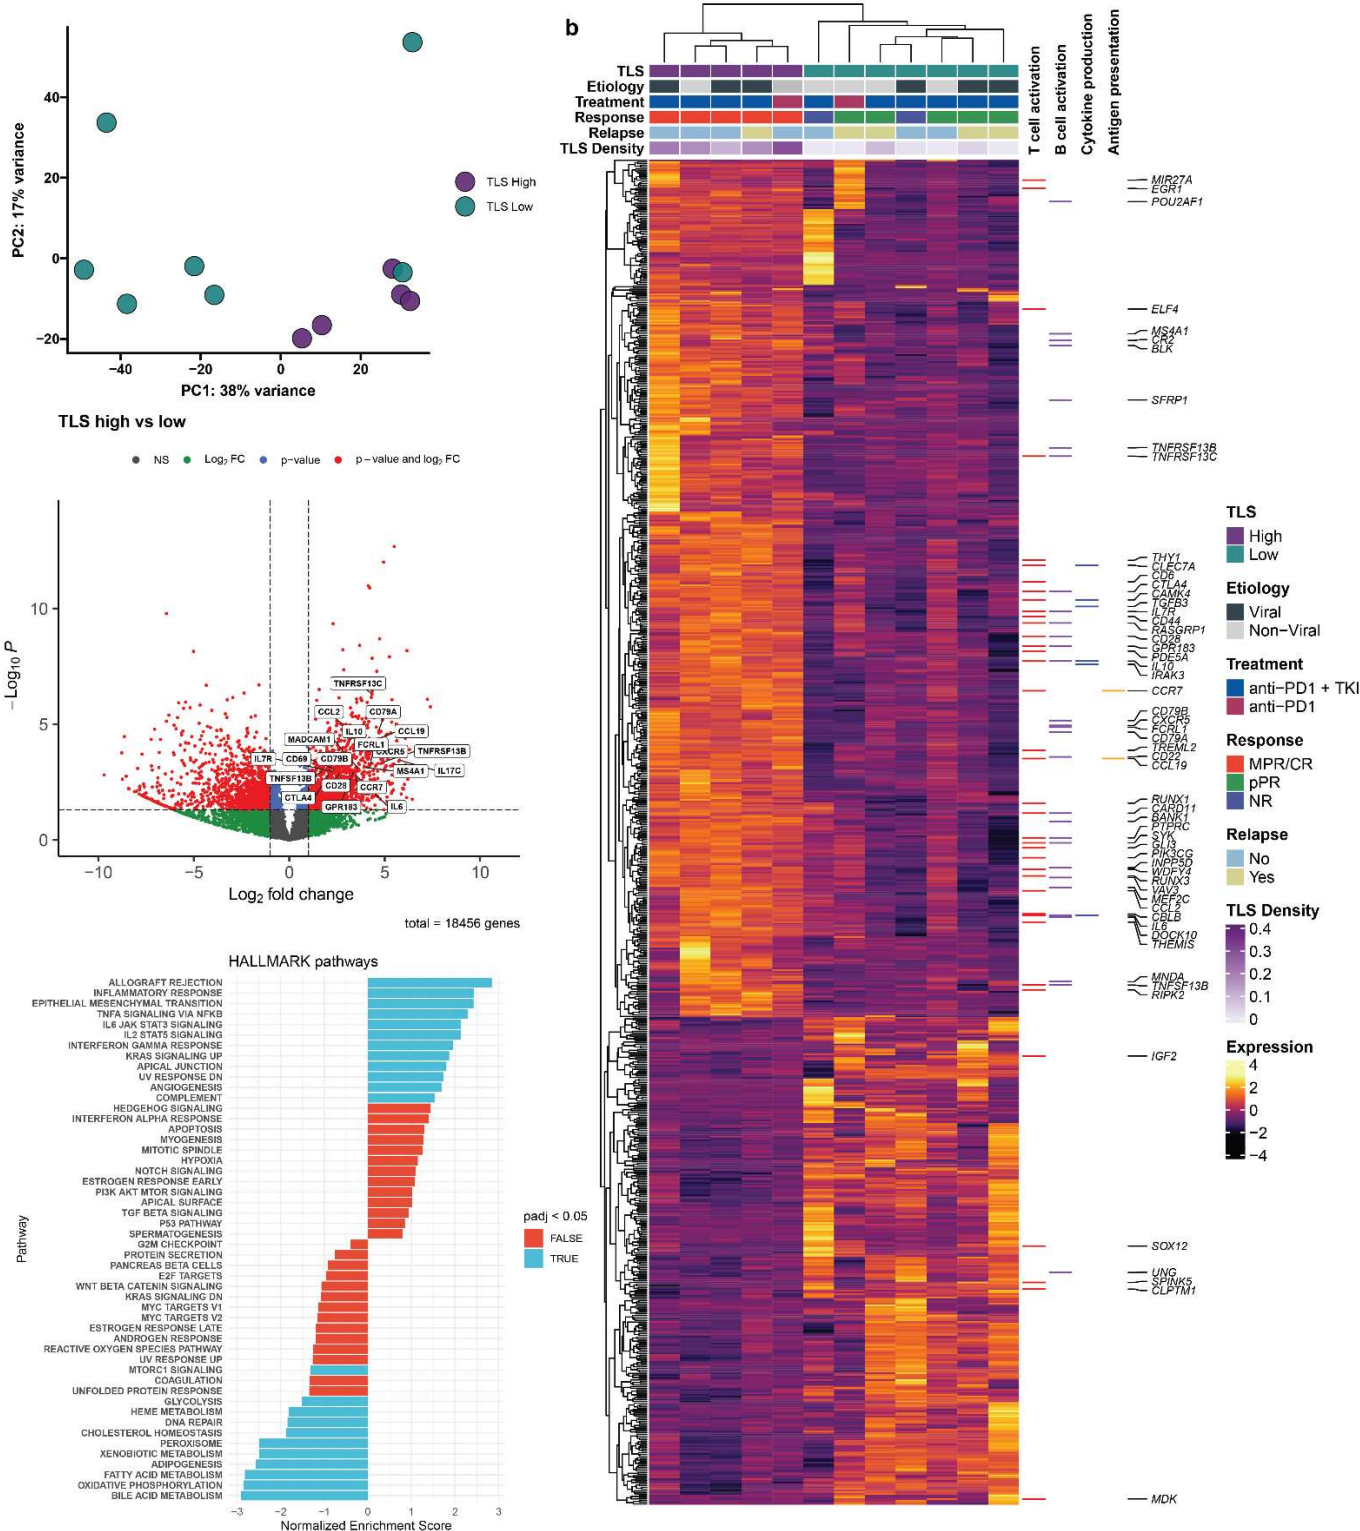 40
20
0
−20
−40
−20
0
20
PC2: 17% variance
PC1: 38% variance
TLS High
TLS Low
TLS high vs low
NS
Log2 FC
p−value
p − value and log2 FC
10
5
0
−10
−5
0
5
10
−Log10 P
Log2 fold change
total = 18456 genes
TNFRSF13C
CCL2
CD79A
IL10
CCL19
MADCAM1
FCRL1
CXCR5
TNFRSF13B
IL7R
CD69
CD79B
MS4A1
IL17C
TNFSF13B
CD28
CCR7
CTLA4
GPR183
IL6
HALLMARK pathways
ALLOGRAFT REJECTION
INFLAMMATORY RESPONSE
EPITHELIAL MESENCHYMAL TRANSITION
TNFA SIGNALING VIA NFKB
IL6 JAK STAT3 SIGNALING
IL2 STAT5 SIGNALING
INTERFERON GAMMA RESPONSE
KRAS SIGNALING UP
APICAL JUNCTION
UV RESPONSE DN
ANGIOGENESIS
COMPLEMENT
HEDGEHOG SIGNALING
INTERFERON ALPHA RESPONSE
APOPTOSIS
MYOGENESIS
MITOTIC SPINDLE
HYPOXIA
NOTCH SIGNALING
ESTROGEN RESPONSE EARLY
PI3K AKT MTOR SIGNALING
APICAL SURFACE
TGF BETA SIGNALING
P53 PATHWAY
SPERMATOGENESIS
G2M CHECKPOINT
PROTEIN SECRETION
PANCREAS BETA CELLS
E2F TARGETS
WNT BETA CATENIN SIGNALING
KRAS SIGNALING DN
MYC TARGETS V1
MYC TARGETS V2
ESTROGEN RESPONSE LATE
ANDROGEN RESPONSE
REACTIVE OXYGEN SPECIES PATHWAY
UV RESPONSE UP
MTORC1 SIGNALING
COAGULATION
UNFOLDED PROTEIN RESPONSE
GLYCOLYSIS
HEME METABOLISM
DNA REPAIR
CHOLESTEROL HOMEOSTASIS
PEROXISOME
XENOBIOTIC METABOLISM
ADIPOGENESIS
FATTY ACID METABOLISM
OXIDATIVE PHOSPHORYLATION
BILE ACID METABOLISM
Pathway
−3
−2
−1
0
1
2
3
Normalized Enrichment Score
padj < 0.05
FALSE
TRUE
b
TLS
Etiology
Treatment
Response
Relapse
TLS Density
T cell activation
B cell activation
Cytokine production
Antigen presentation
MIR27A
EGR1
POU2AF1
ELF4
MS4A1
CR2
BLK
SFRP1
TNFRSF13B
TNFRSF13C
THY1
CLEC7A
CD6
CTLA4
CAMK4
TGFB3
IL7R
CD44
RASGRP1
CD28
GPR183
PDE5A
IL10
IRAK3
CCR7
CD79B
CXCR5
FCRL1
CD79A
TREML2
CD22
CCL19
RUNX1
CARD11
BANK1
PTPRC
SYK
GLI3
PIK3CG
INPP5D
WDFY4
RUNX3
VAV3
MEF2C
CCL2
CBLB
IL6
DOCK10
THEMIS
MNDA
TNFSF13B
RIPK2
IGF2
SOX12
UNG
SPINK5
CLPTM1
MDK
TLS
High
Low
Etiology
Viral
Non−Viral
Treatment
anti−PD1 + TKI
anti−PD1
Response
MPR/CR
pPR
NR
Relapse
No
Yes
TLS Density
0.4
0.3
0.2
0.1
0
Expression
4
2
0
−2
−4